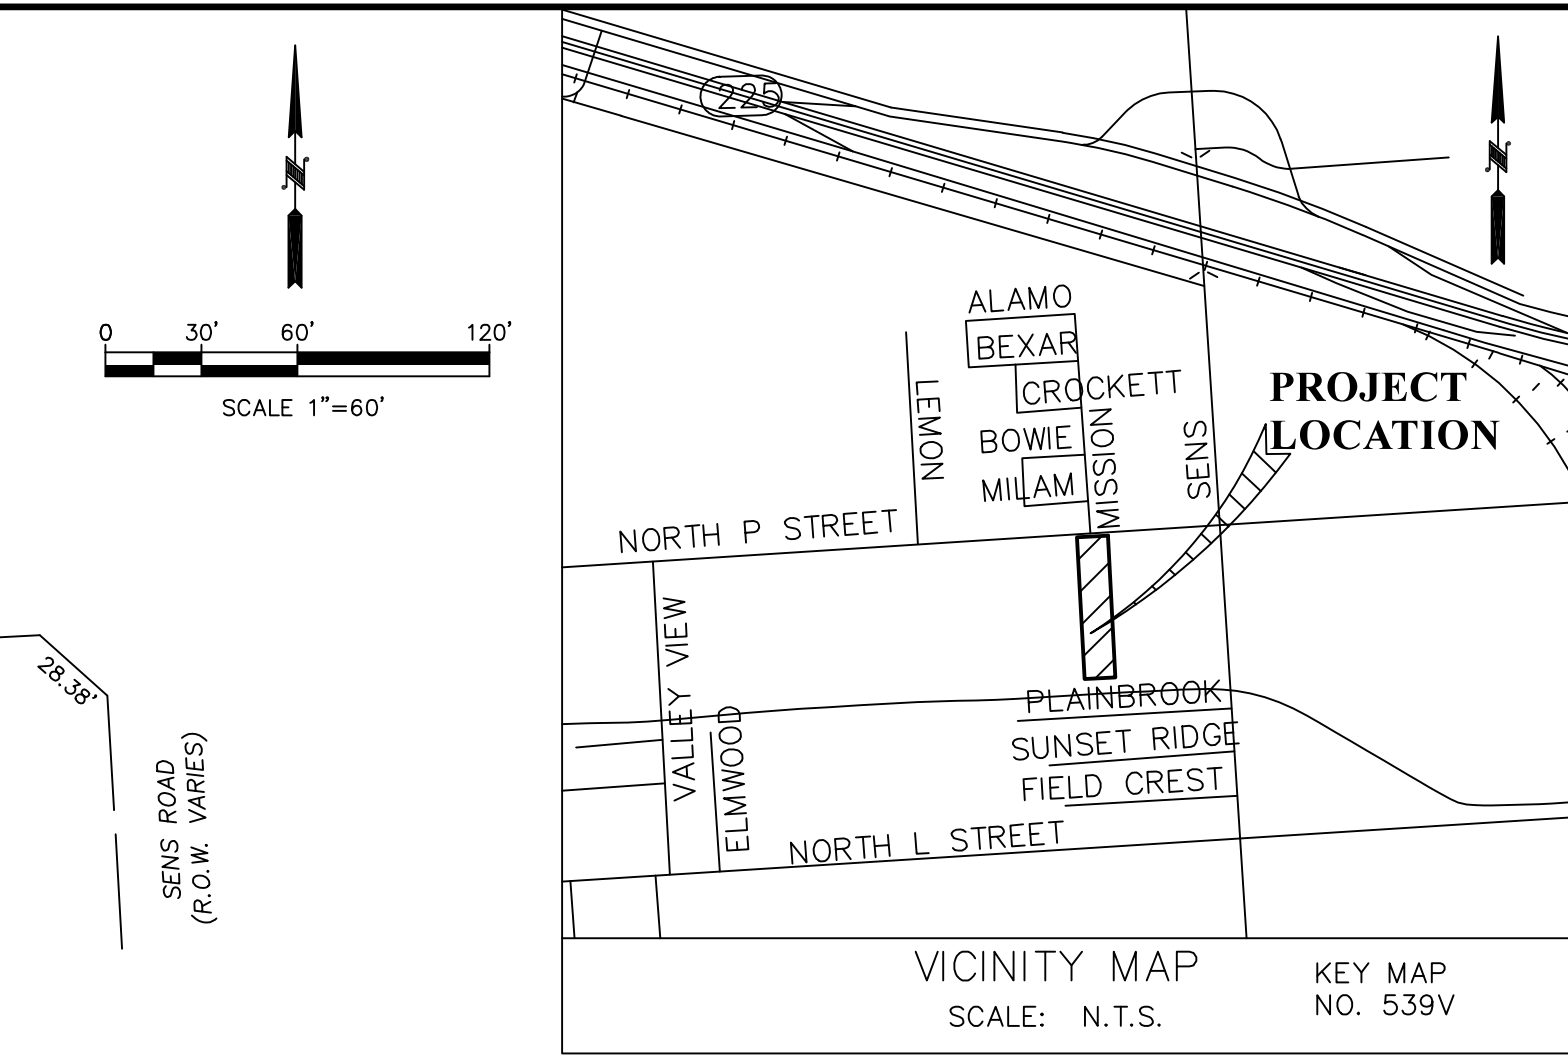 0 30' 60' 120'
SCALE 1"=60'
28.38'
SENS ROAD
(R.O.W. VARIES)
N
225
N
ALAMO
BEXAR
CROCKETT
BOWIE
MILAM
LEMON
MISSION
SENS
PROJECT
LOCATION
NORTH P STREET
VALLEY VIEW
ELMWOOD
PLAINBROOK
SUNSET RIDGE
FIELD CREST
NORTH L STREET
VICINITY MAP
SCALE: N.T.S.
KEY MAP
NO. 539V